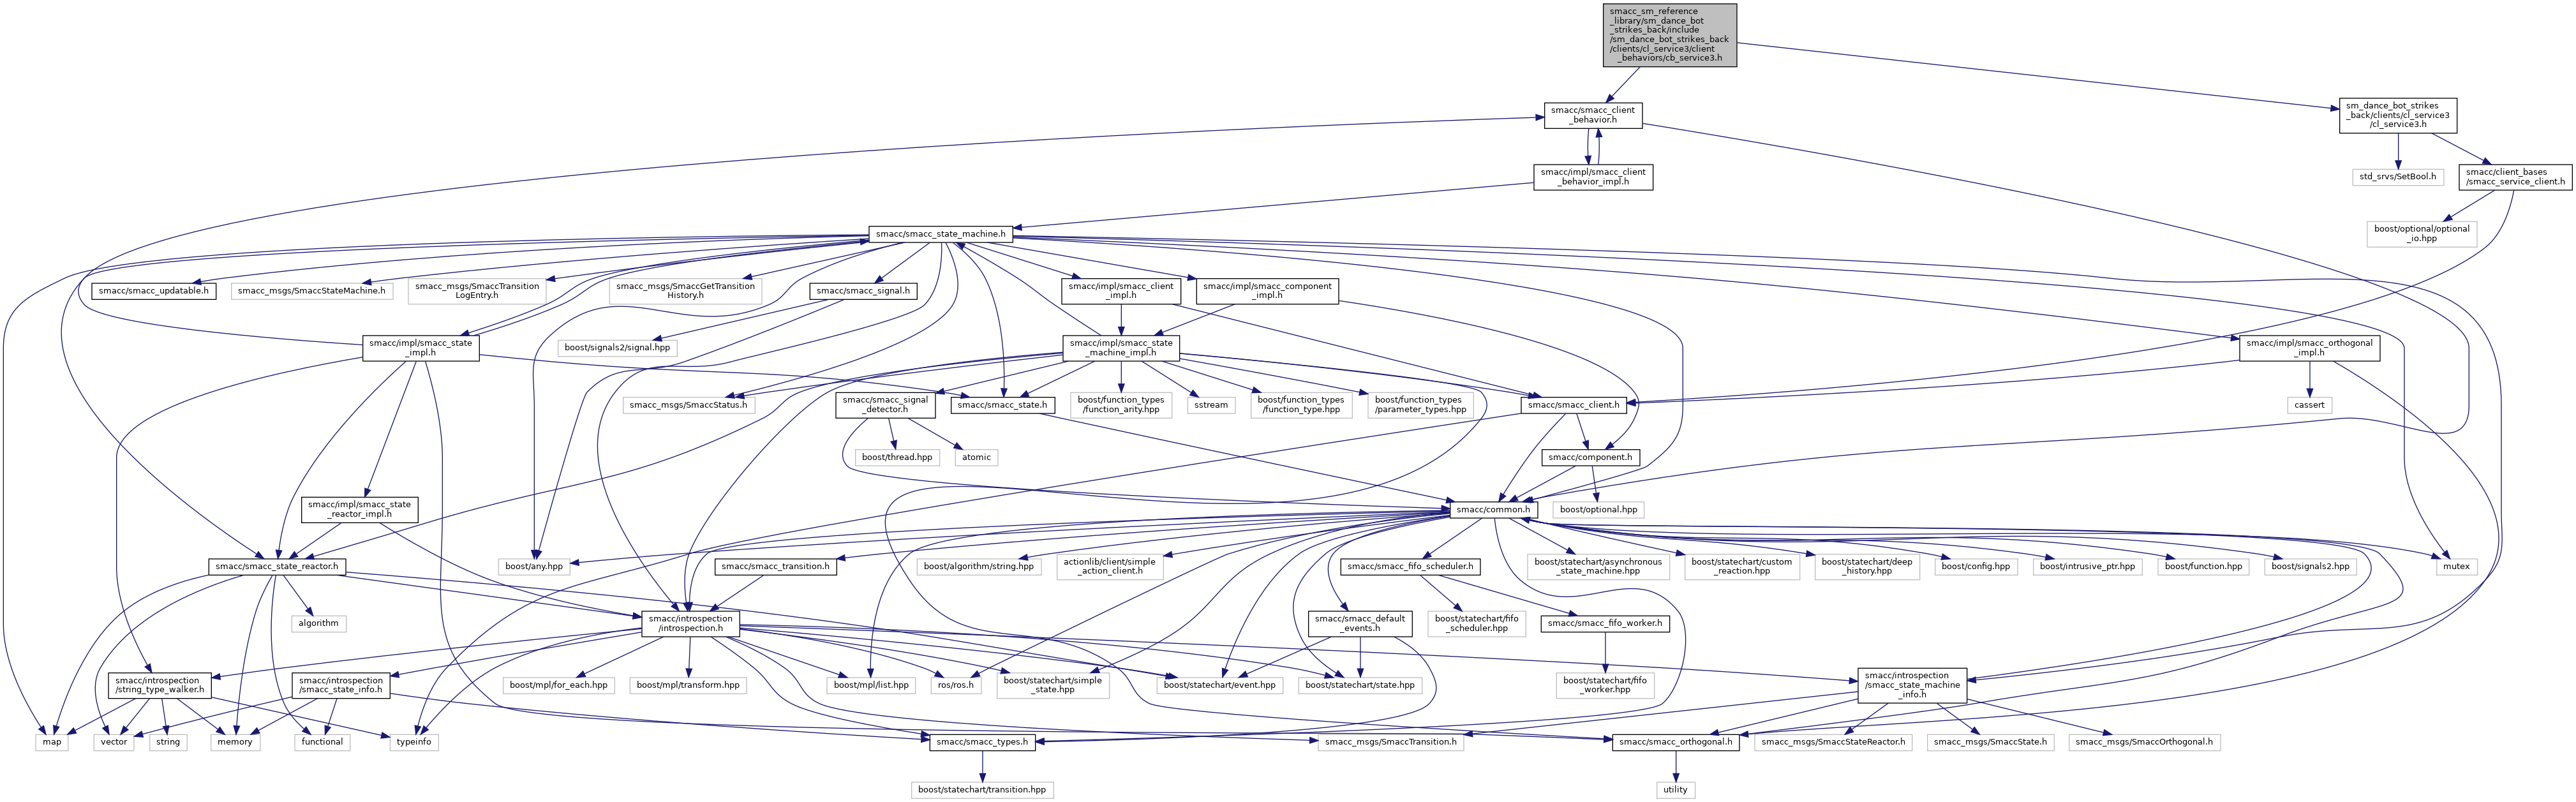 smacc_sm_reference
_library/sm_dance_bot
_strikes_back/include
/sm_dance_bot_strikes_back
/clients/cl_service3/client
_behaviors/cb_service3.h
smacc/smacc_client
_behavior.h
sm_dance_bot_strikes
_back/clients/cl_service3
/cl_service3.h
smacc/impl/smacc_client
_behavior_impl.h
std_srvs/SetBool.h
smacc/client_bases
/smacc_service_client.h
smacc/smacc_state_machine.h
boost/optional/optional
_io.hpp
smacc/smacc_updatable.h
smacc_msgs/SmaccStateMachine.h
smacc_msgs/SmaccTransition
LogEntry.h
smacc_msgs/SmaccGetTransition
History.h
smacc/smacc_signal.h
smacc/impl/smacc_client
_impl.h
smacc/impl/smacc_component
_impl.h
smacc/impl/smacc_state
_impl.h
boost/signals2/signal.hpp
smacc/impl/smacc_state
_machine_impl.h
smacc/impl/smacc_orthogonal
_impl.h
smacc_msgs/SmaccStatus.h
smacc/smacc_signal
_detector.h
smacc/smacc_state.h
boost/function_types
/function_arity.hpp
sstream
boost/function_types
/function_type.hpp
boost/function_types
/parameter_types.hpp
smacc/smacc_client.h
cassert
boost/thread.hpp
atomic
smacc/component.h
smacc/impl/smacc_state
_reactor_impl.h
smacc/common.h
boost/optional.hpp
smacc/smacc_state_reactor.h
boost/any.hpp
smacc/smacc_transition.h
boost/algorithm/string.hpp
actionlib/client/simple
_action_client.h
smacc/smacc_fifo_scheduler.h
boost/statechart/asynchronous
_state_machine.hpp
boost/statechart/custom
_reaction.hpp
boost/statechart/deep
_history.hpp
boost/config.hpp
boost/intrusive_ptr.hpp
boost/function.hpp
boost/signals2.hpp
mutex
algorithm
smacc/introspection
/introspection.h
smacc/smacc_default
_events.h
boost/statechart/fifo
_scheduler.hpp
smacc/smacc_fifo_worker.h
smacc/introspection
/string_type_walker.h
smacc/introspection
/smacc_state_info.h
boost/mpl/for_each.hpp
boost/mpl/transform.hpp
boost/mpl/list.hpp
ros/ros.h
boost/statechart/simple
_state.hpp
boost/statechart/event.hpp
boost/statechart/state.hpp
boost/statechart/fifo
_worker.hpp
smacc/introspection
/smacc_state_machine
_info.h
map
vector
string
memory
functional
typeinfo
smacc/smacc_types.h
smacc_msgs/SmaccTransition.h
smacc/smacc_orthogonal.h
smacc_msgs/SmaccStateReactor.h
smacc_msgs/SmaccState.h
smacc_msgs/SmaccOrthogonal.h
boost/statechart/transition.hpp
utility